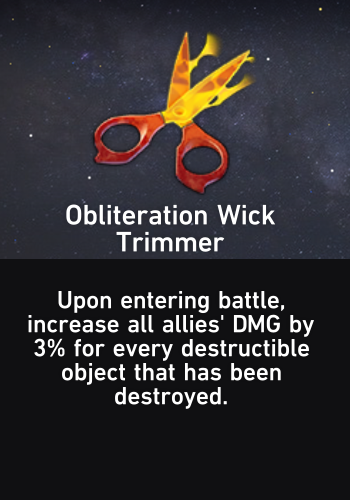 Obliteration Wick
Trimmer
Upon entering battle,
increase all allies' DMG by
3% for every destructible
object that has been
destroyed.